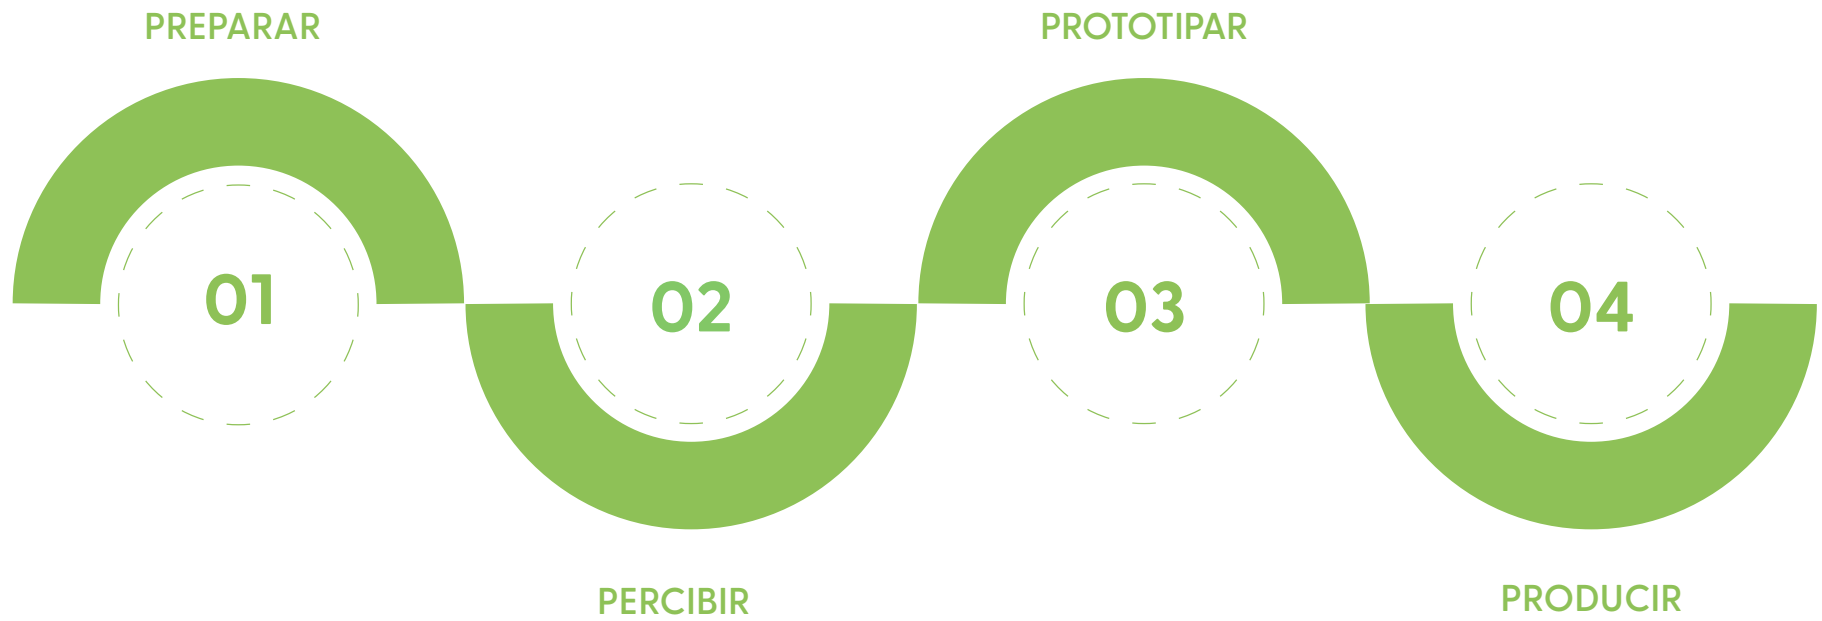 PREPARAR
01
PERCIBIR
02
PROTOTIPAR
03
PRODUCIR
04